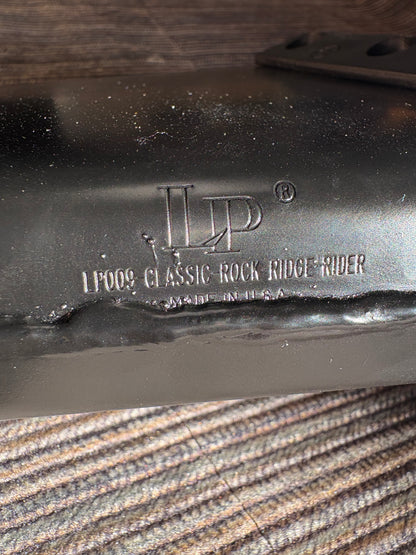 LP®
LP009 CLASSIC ROCK RIDGE RIDER
MADE IN U.S.A.